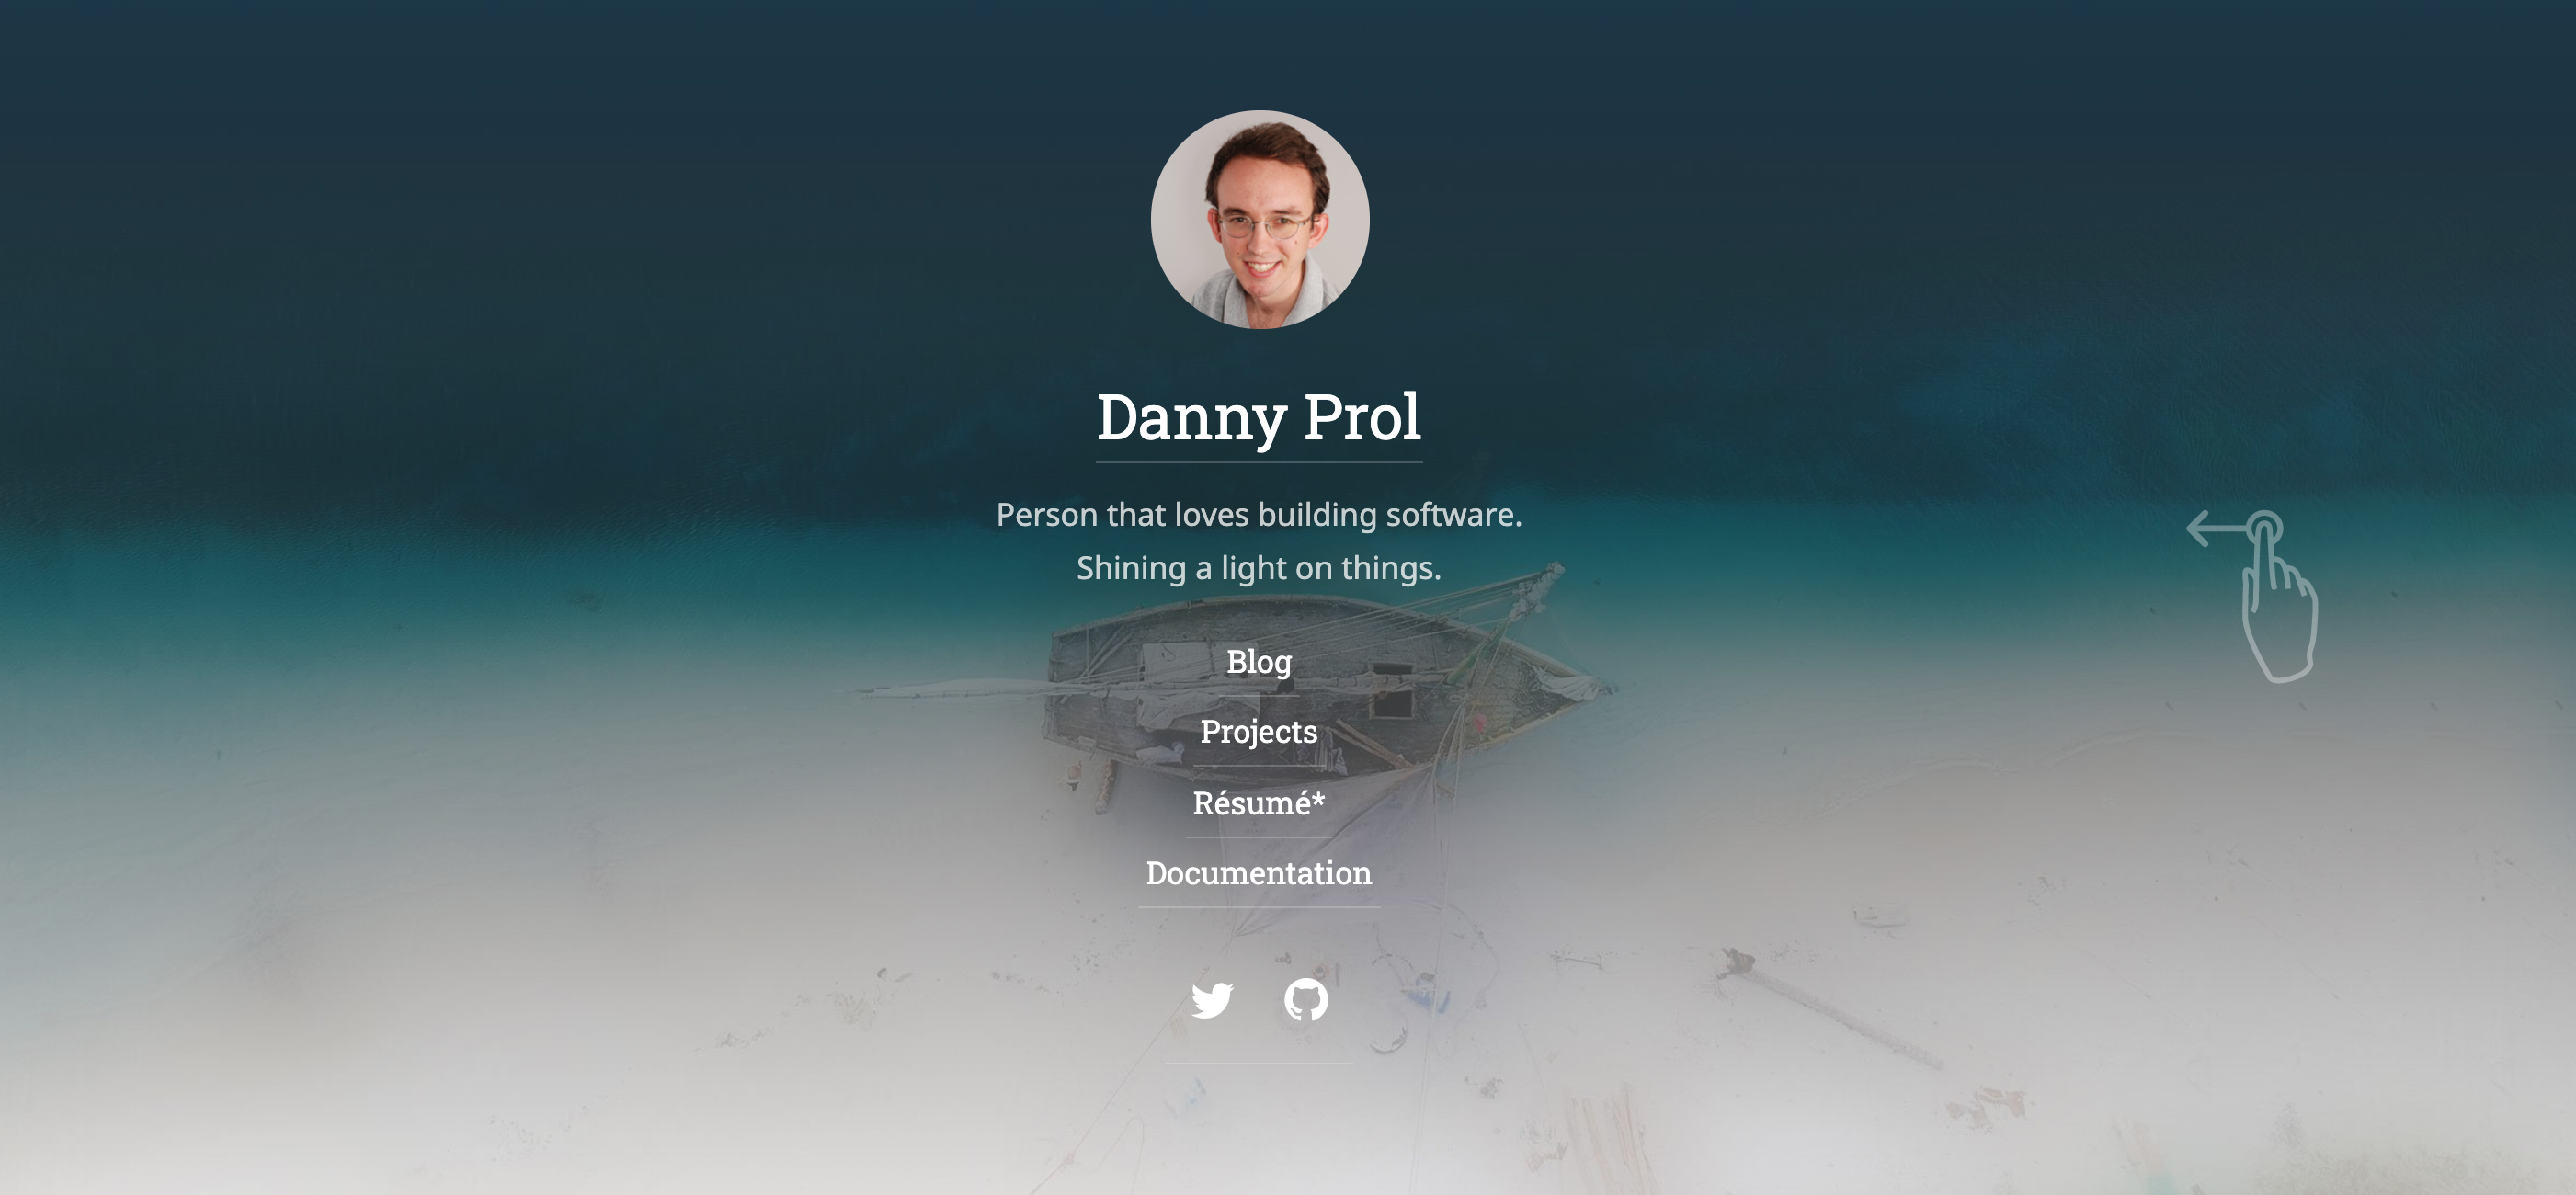 Danny Prol
Person that loves building software.
Shining a light on things.
Blog
Projects
Résumé*
Documentation